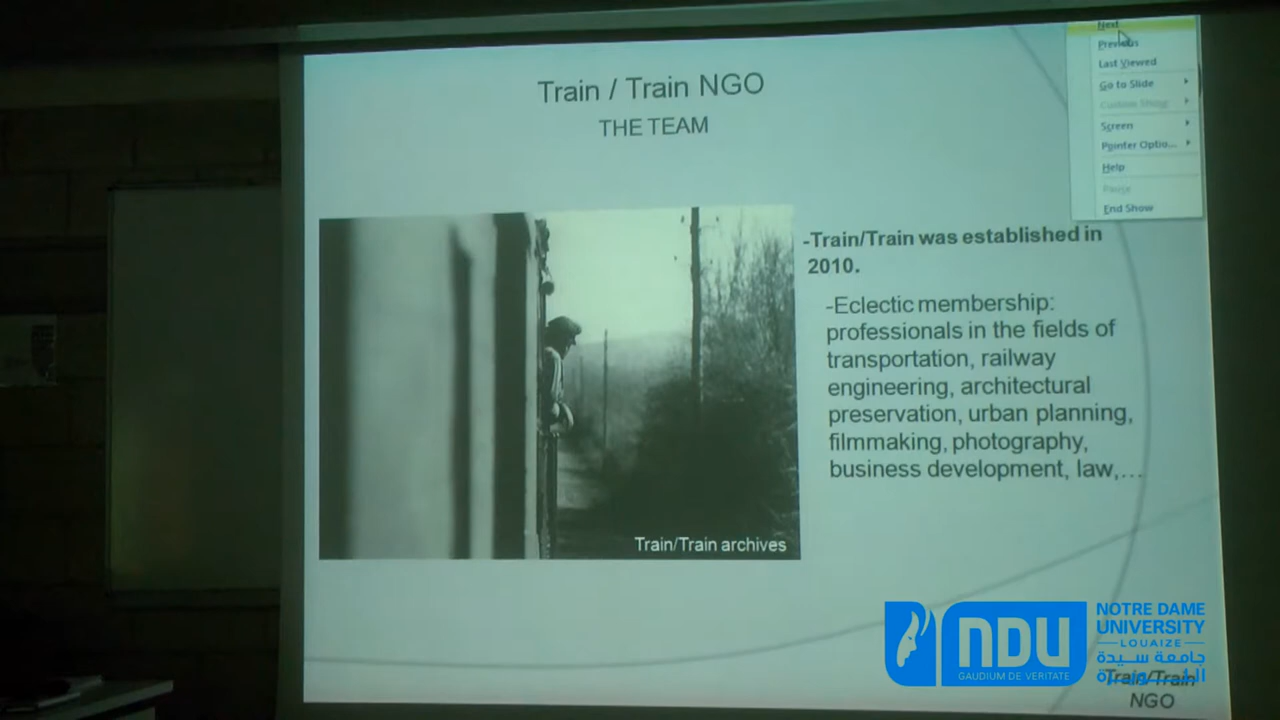 Train / Train NGO
THE TEAM
Next
Previous
Last Viewed
Go to Slide
Custom Show
Screen
Pointer Optio...
Help
Pause
End Show
-Train/Train was established in
2010.
-Eclectic membership:
professionals in the fields of
transportation, railway
engineering, architectural
preservation, urban planning,
filmmaking, photography,
business development, law,...
Train/Train archives
NDU
GAUDIUM DE VERITATE
NOTRE DAME
UNIVERSITY
LOUAIZE
جامعة سيدة
Train/Train
NGO